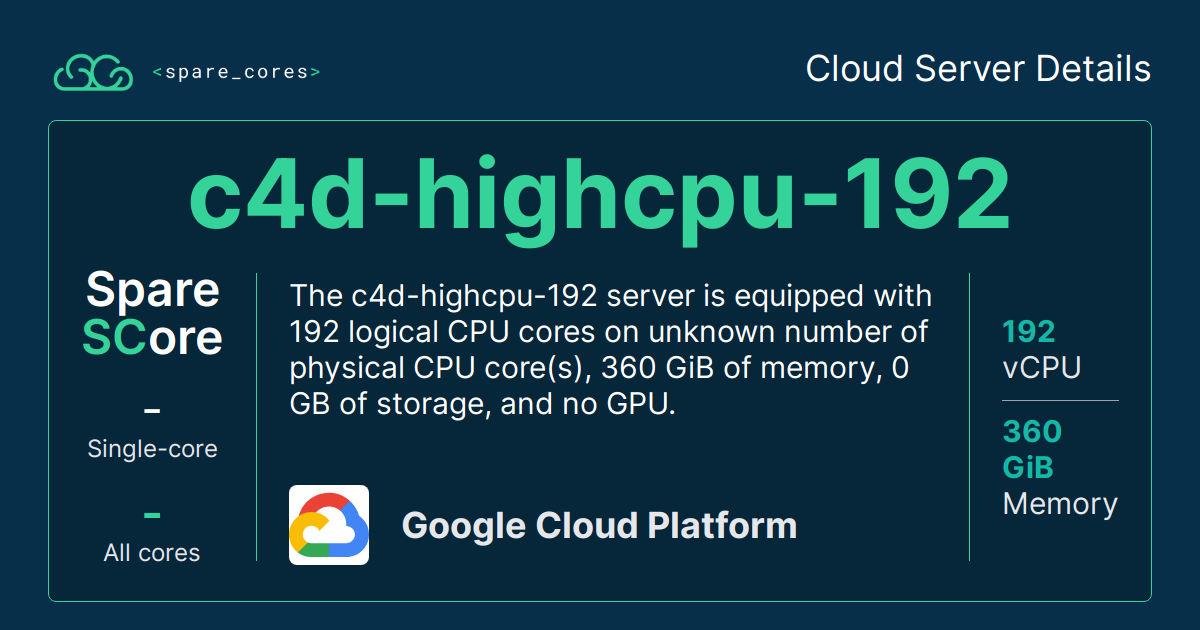 <spare_cores>
Cloud Server Details
c4d-highcpu-192
Spare
SCore
–
Single-core
–
All cores
The c4d-highcpu-192 server is equipped with
192 logical CPU cores on unknown number of
physical CPU core(s), 360 GiB of memory, 0
GB of storage, and no GPU.
Google Cloud Platform
192
vCPU
360
GiB
Memory